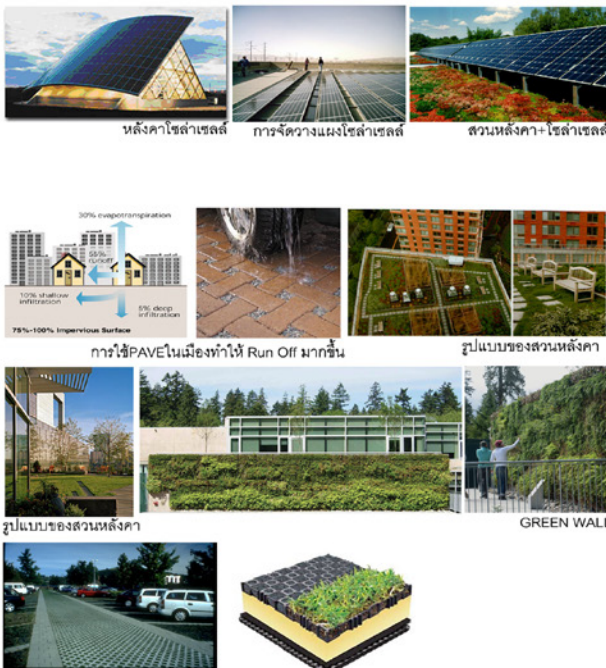 หลังคาโซล่าเซลล์
การจัดวางแผงโซล่าเซลล์
สวนหลังคา+โซล่าเซลล์
30% evapotranspiration
55% runoff
10% shallow
infiltration
5% deep
infiltration
75%-100% Impervious Surface
การใช้PAVEในเมืองทำให้ Run Off มากขึ้น
รูปแบบของสวนหลังคา
รูปแบบของสวนหลังคา
GREEN WALL